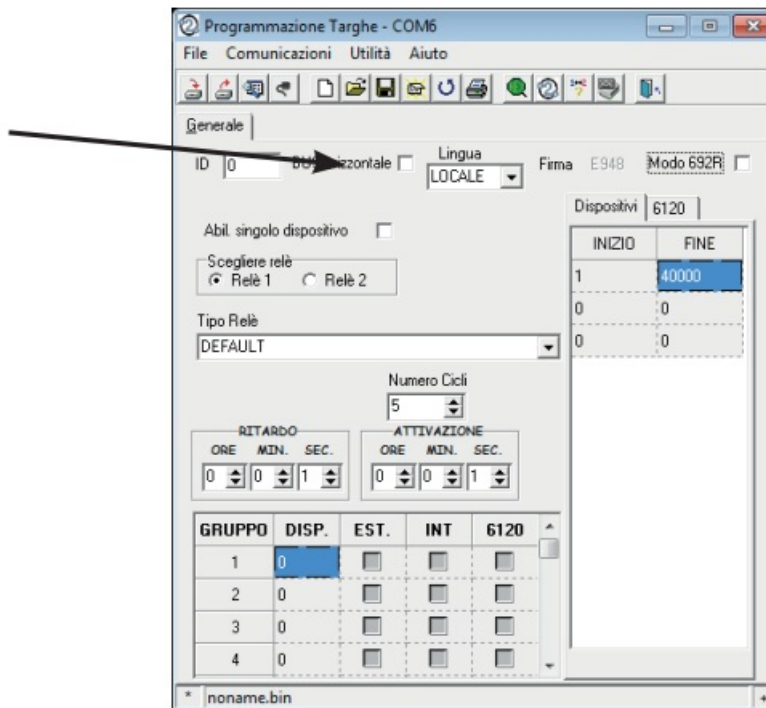 Programmazione Targhe - COM6
File Comunicazioni Utilità Aiuto
Generale
ID 0 BUS Lingua Firma E948 Modo 692R
LOCALE
Dispositivi 6120
Abil. singolo dispositivo
INIZIO FINE
Scegliere relè
Relè 1 Relè 2
1 40000
0 0
0 0
Tipo Relè
DEFAULT
Numero Cicli
5
RITARDO ATTIVAZIONE
ORE MIN. SEC. ORE MIN. SEC.
0 0 1 0 0 1
GRUPPO DISP. EST. INT 6120
1 0
2 0
3 0
4 0
* noname.bin